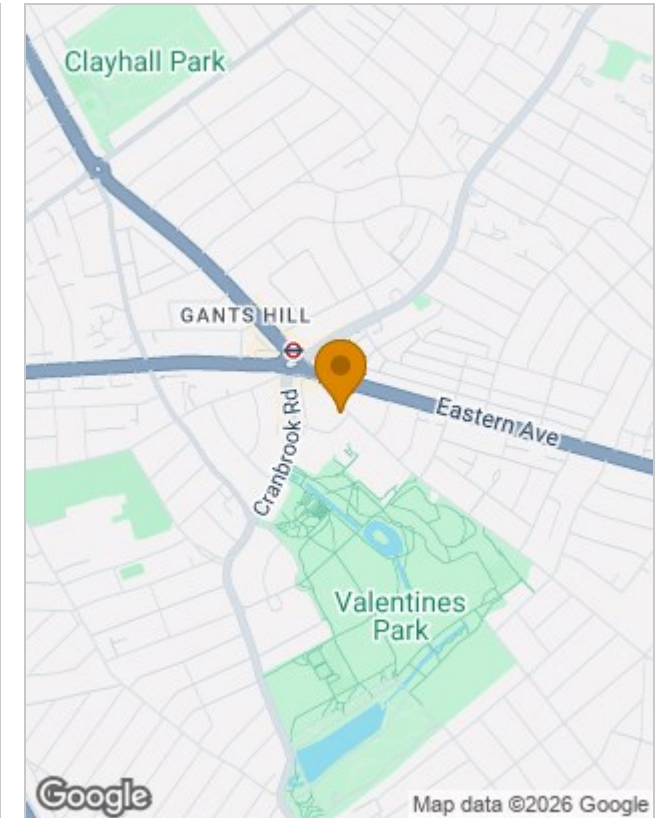 Clayhall Park
GANTS HILL
Eastern Ave
Cranbrook Rd
Valentines
Park
Google
Map data ©2026 Google